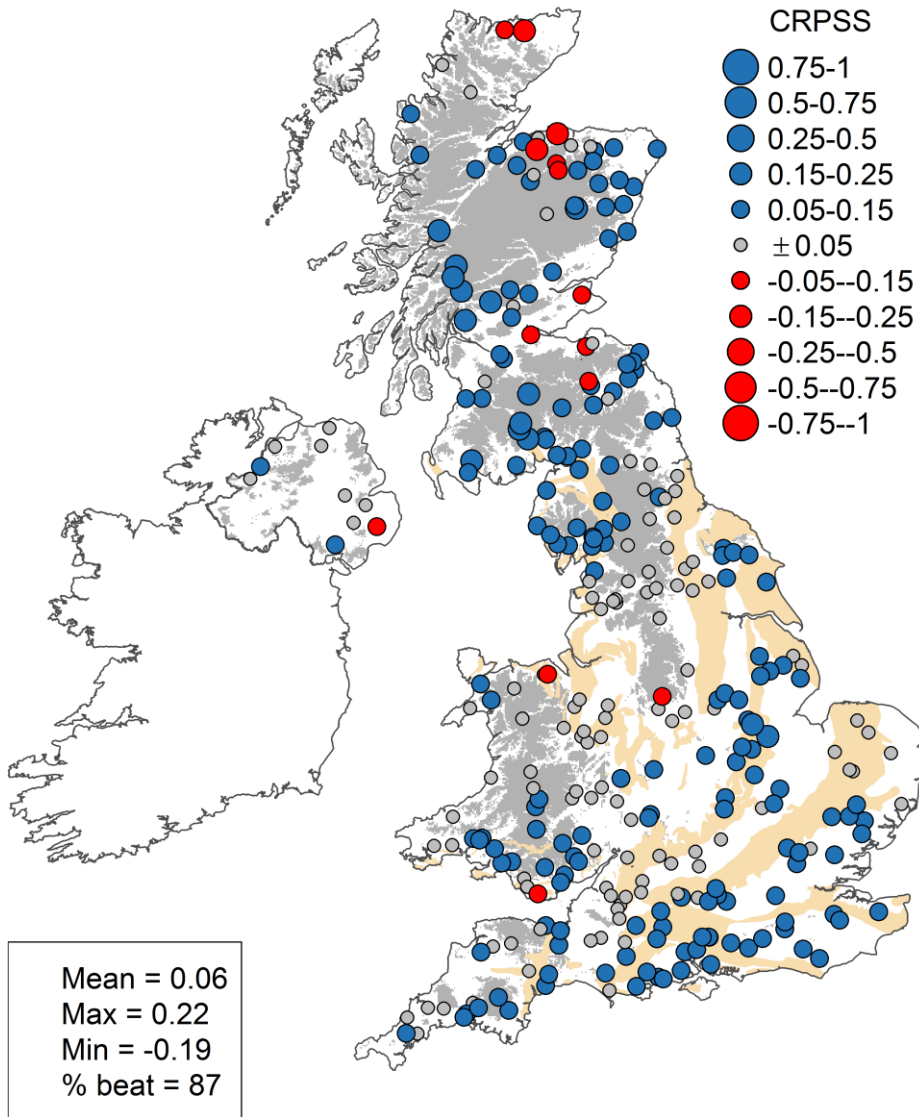 CRPSS
0.75-1
0.5-0.75
0.25-0.5
0.15-0.25
0.05-0.15
±0.05
-0.05--0.15
-0.15--0.25
-0.25--0.5
-0.5--0.75
-0.75--1
Mean = 0.06
Max = 0.22
Min = -0.19
% beat = 87